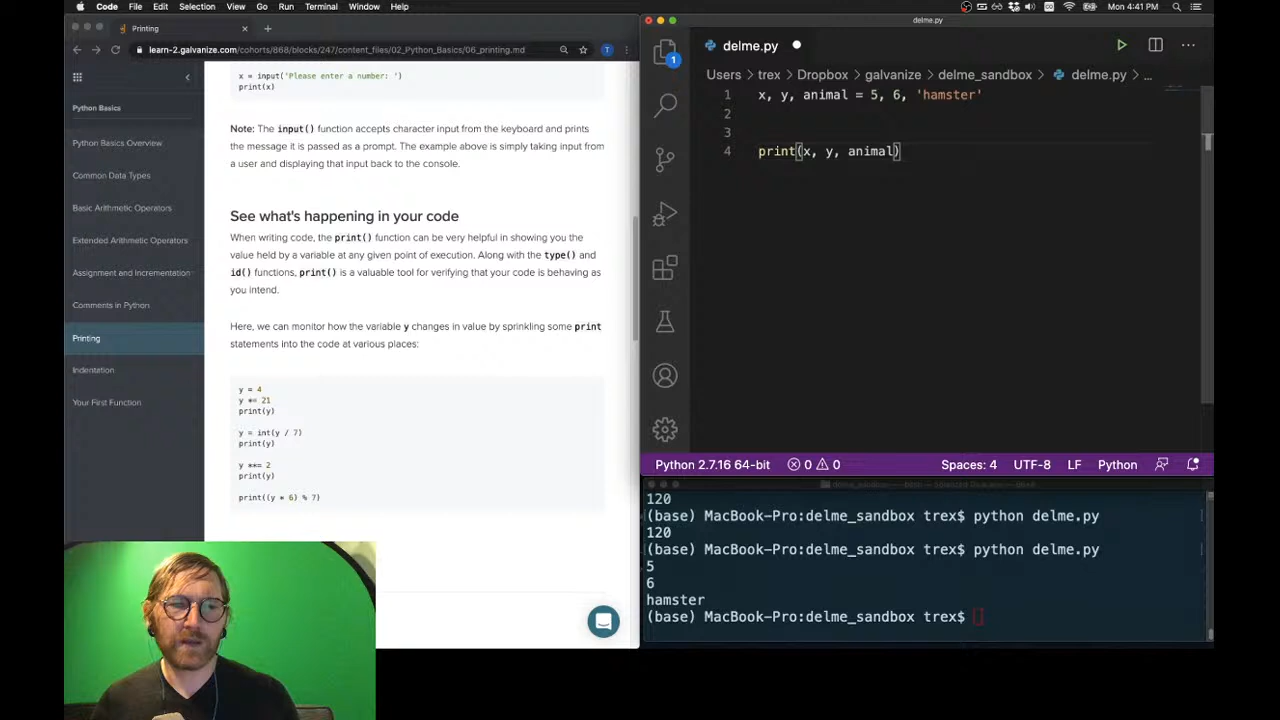 Code File Edit Selection View Go Run Terminal Window Help
Mon 4:41 PM
Printing
learn-2.galvanize.com/cohorts/868/blocks/247/content_files/02_Python_Basics/06_printing.md
T
Python Basics
Python Basics Overview
Common Data Types
Basic Arithmetic Operators
Extended Arithmetic Operators
Assignment and Incrementation
Comments in Python
Printing
Indentation
Your First Function
x = input('Please enter a number: ')
print(x)
Note: The input() function accepts character input from the keyboard and prints
the message it is passed as a prompt. The example above is simply taking input from
a user and displaying that input back to the console.
See what's happening in your code
When writing code, the print() function can be very helpful in showing you the
value held by a variable at any given point of execution. Along with the type() and
id() functions, print() is a valuable tool for verifying that your code is behaving as
you intend.
Here, we can monitor how the variable y changes in value by sprinkling some print
statements into the code at various places:
y = 4
y *= 21
print(y)
y = int(y / 7)
print(y)
y **= 2
print(y)
print((y * 6) % 7)
delme.py
delme.py
1
Users trex Dropbox galvanize delme_sandbox delme.py ...
1 x, y, animal = 5, 6, 'hamster'
2
3
4 print(x, y, animal)
Python 2.7.16 64-bit 0 0 Spaces: 4 UTF-8 LF Python
120
(base) MacBook-Pro:delme_sandbox trex$ python delme.py
120
(base) MacBook-Pro:delme_sandbox trex$ python delme.py
5
6
hamster
(base) MacBook-Pro:delme_sandbox trex$